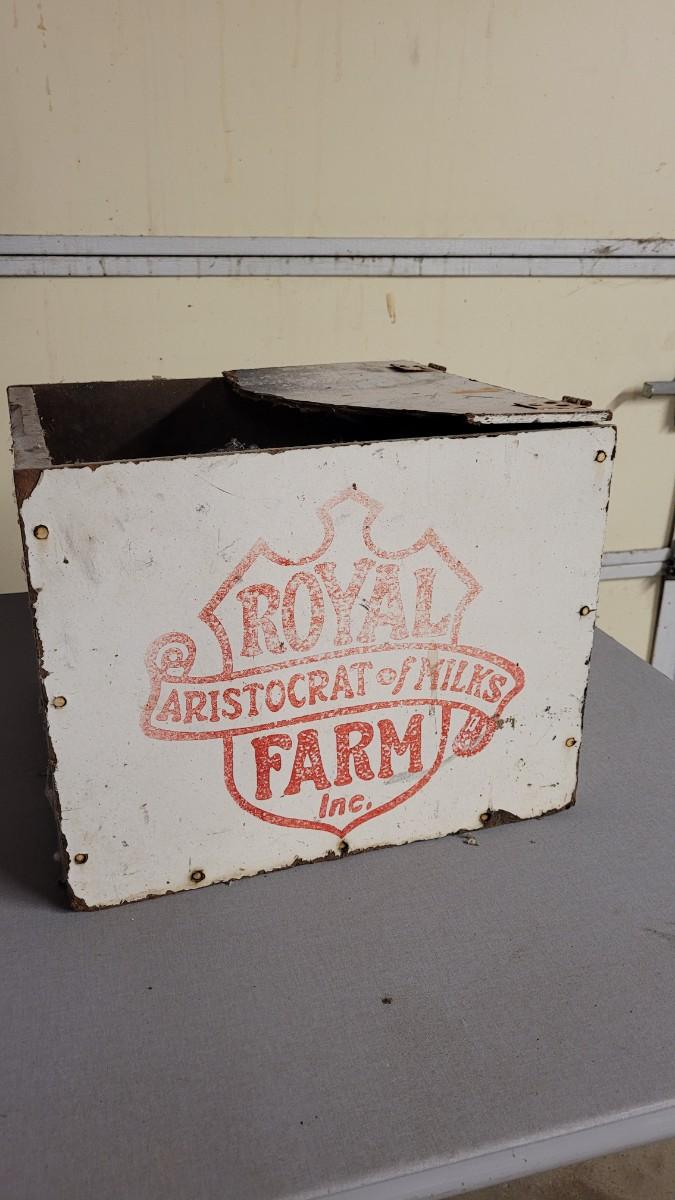 ROYAL
ARISTOCRAT of MILKS
FARM
Inc.